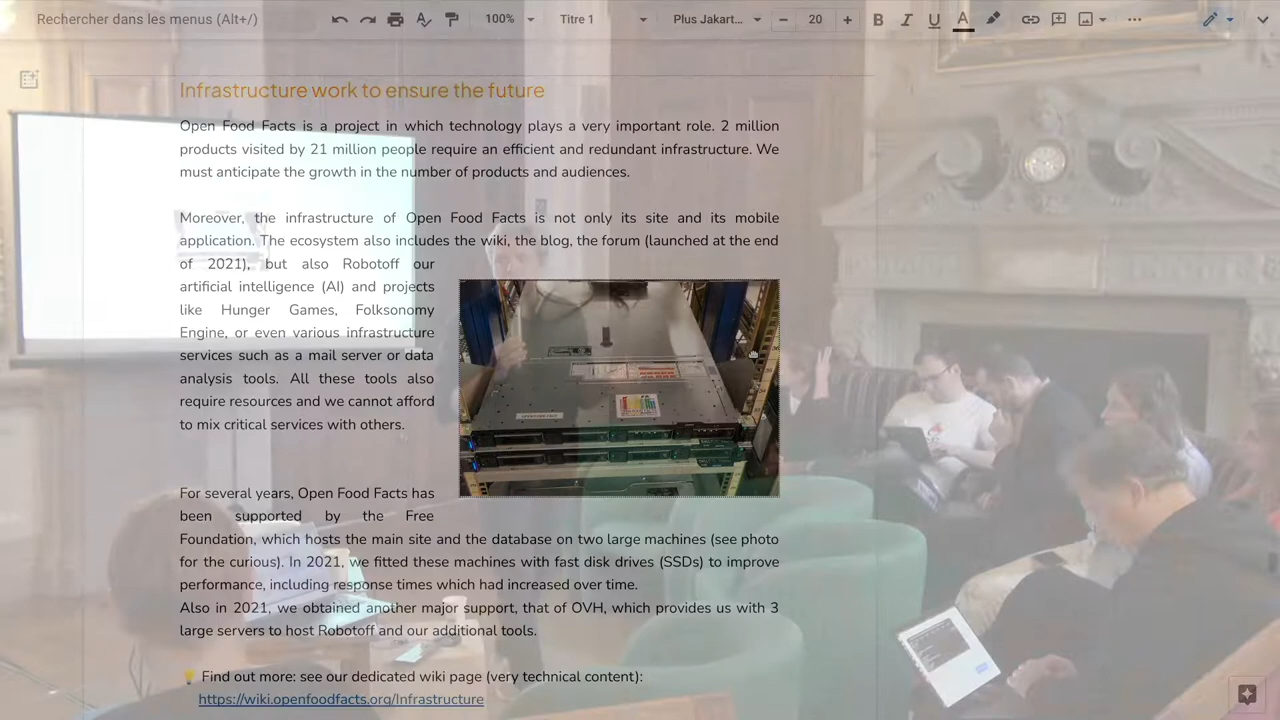 Rechercher dans les menus (Alt+/)
100%
Titre 1
Plus Jakart...
20
B I U A
Infrastructure work to ensure the future
Open Food Facts is a project in which technology plays a very important role. 2 million
products visited by 21 million people require an efficient and redundant infrastructure. We
must anticipate the growth in the number of products and audiences.
Moreover, the infrastructure of Open Food Facts is not only its site and its mobile
application. The ecosystem also includes the wiki, the blog, the forum (launched at the end
of 2021), but also Robotoff our
artificial intelligence (AI) and projects
like Hunger Games, Folksonomy
Engine, or even various infrastructure
services such as a mail server or data
analysis tools. All these tools also
require resources and we cannot afford
to mix critical services with others.
For several years, Open Food Facts has
been supported by the Free
Foundation, which hosts the main site and the database on two large machines (see photo
for the curious). In 2021, we fitted these machines with fast disk drives (SSDs) to improve
performance, including response times which had increased over time.
Also in 2021, we obtained another major support, that of OVH, which provides us with 3
large servers to host Robotoff and our additional tools.
💡 Find out more: see our dedicated wiki page (very technical content):
https://wiki.openfoodfacts.org/Infrastructure